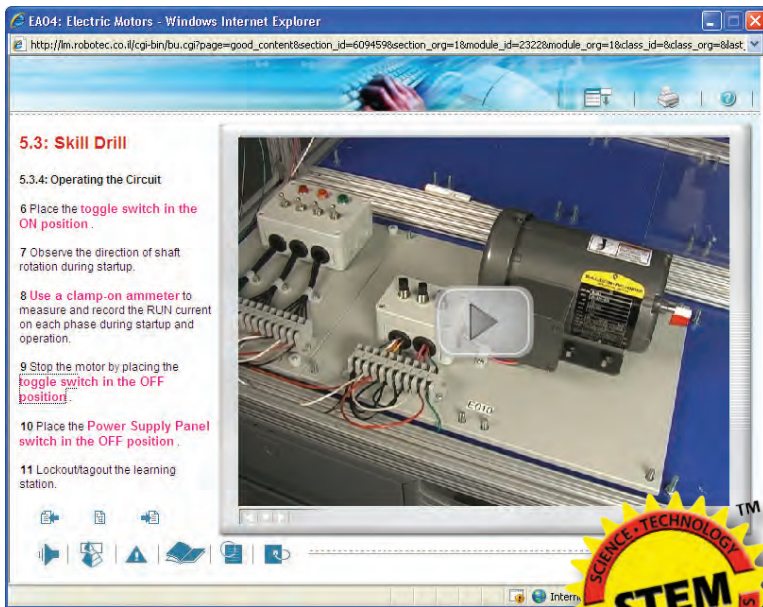 EA04: Electric Motors - Windows Internet Explorer
http://lm.robotec.co.il/cgi-bin/bu.cgi?page=good_content&section_id=609459&section_org=1&module_id=2322&module_org=1&class_id=&class_org=&last_
5.3: Skill Drill
5.3.4: Operating the Circuit
6 Place the toggle switch in the
ON position .
7 Observe the direction of shaft
rotation during startup.
8 Use a clamp-on ammeter to
measure and record the RUN current
on each phase during startup and
operation.
9 Stop the motor by placing the
toggle switch in the OFF
position .
10 Place the Power Supply Panel
switch in the OFF position .
11 Lockout/tagout the learning
station.
EG10
TM
SCIENCE • TECHNOLOGY
STEM
Intern